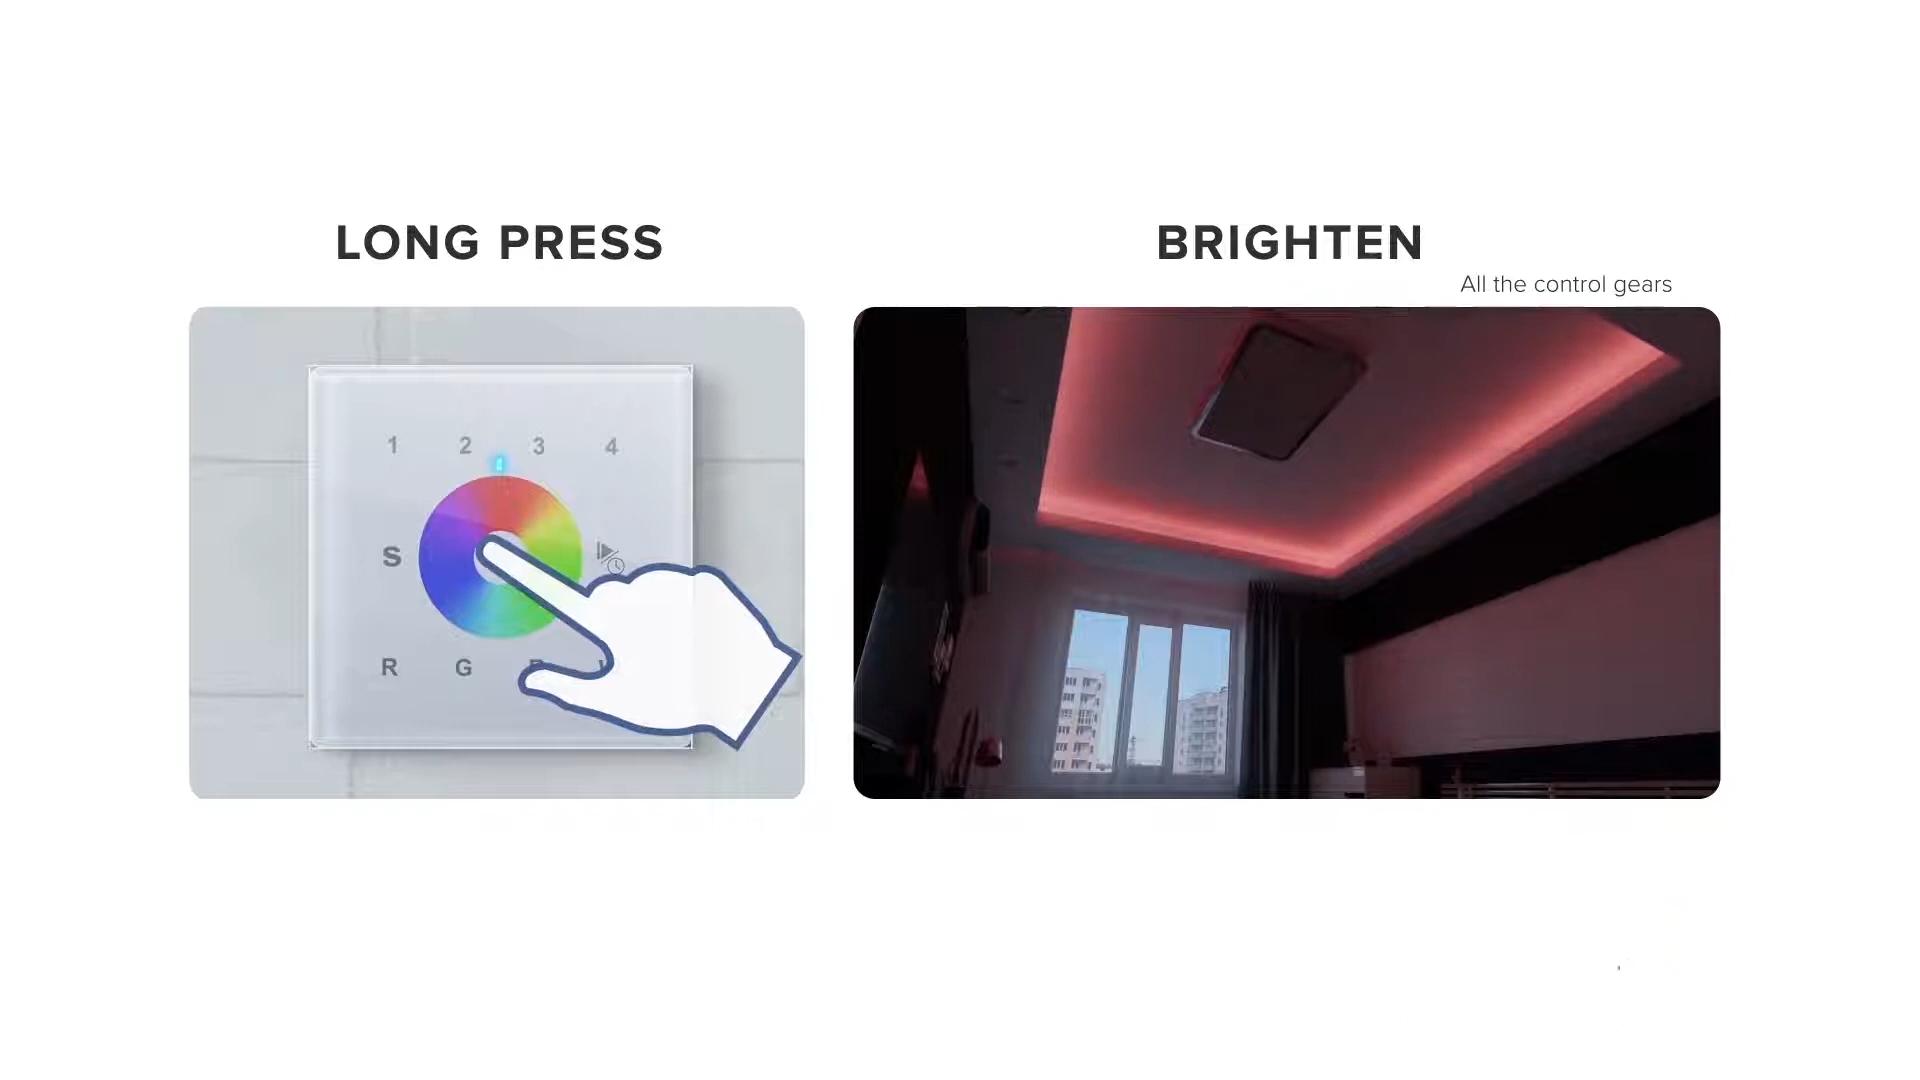 LONG PRESS
BRIGHTEN
All the control gears
1 2 3 4
S
R G